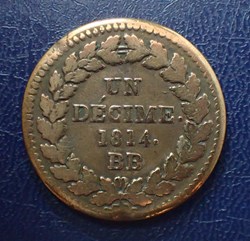 UN
DECIME.
1814.
BB